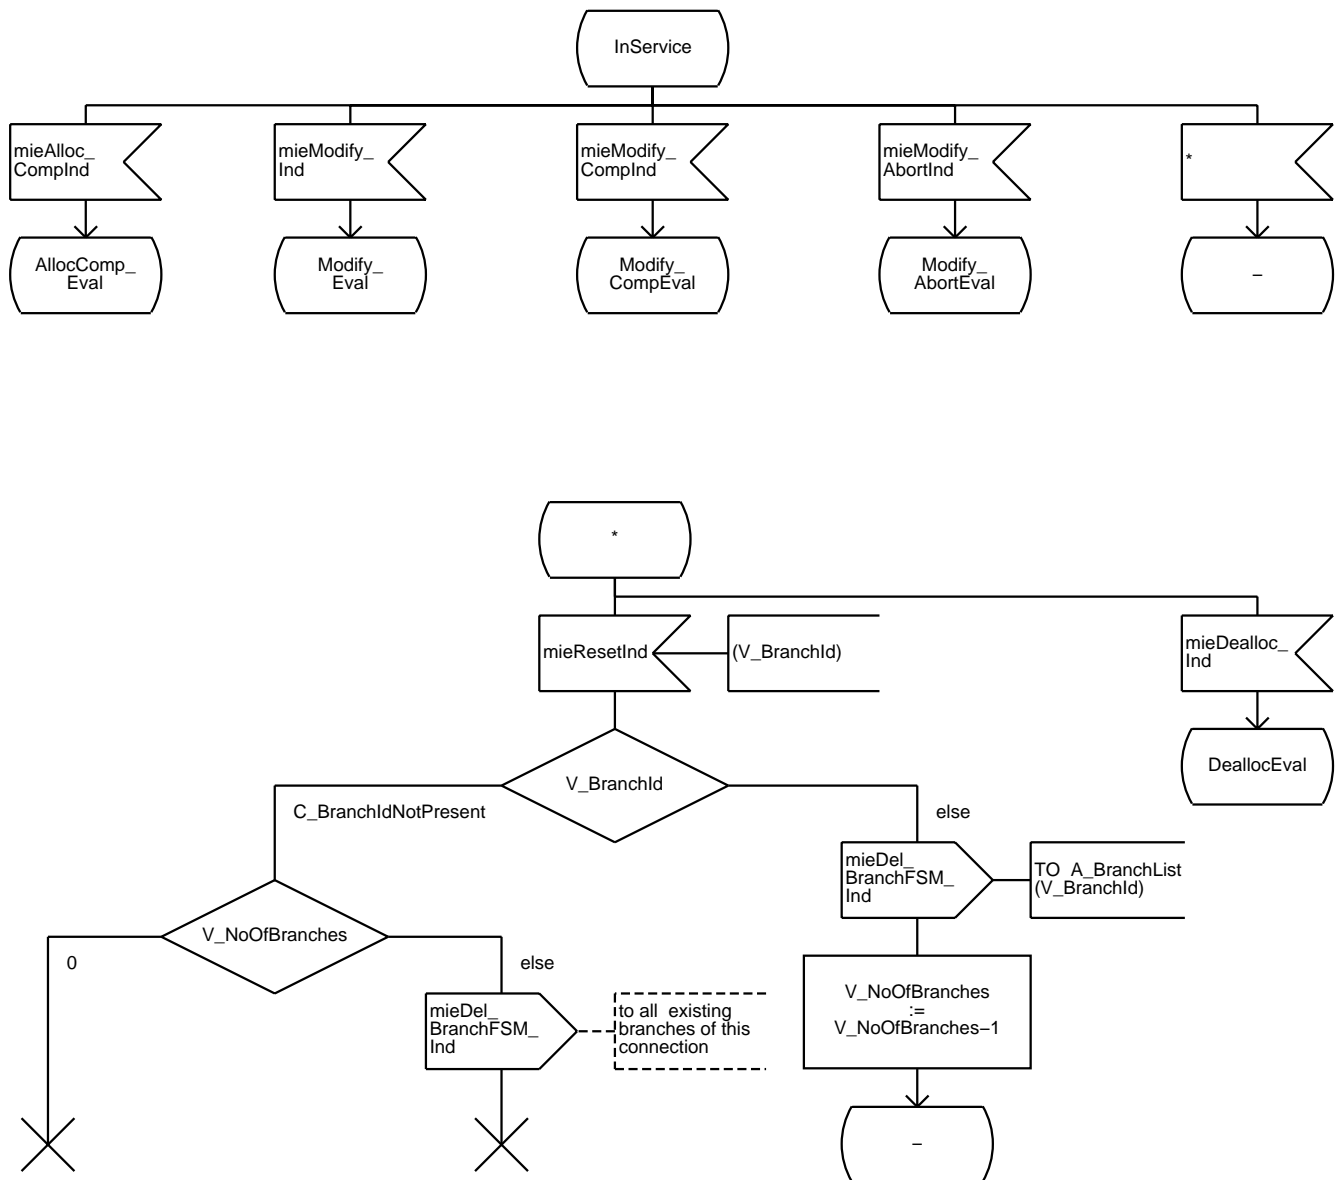 InService
mieAlloc_
CompInd
mieModify_
Ind
mieModify_
CompInd
mieModify_
AbortInd
*
AllocComp_
Eval
Modify_
Eval
Modify_
CompEval
Modify_
AbortEval
–
*
mieResetInd
(V_BranchId)
mieDealloc_
Ind
V_BranchId
DeallocEval
C_BranchIdNotPresent
else
mieDel_
BranchFSM_
Ind
TO A_BranchList
(V_BranchId)
V_NoOfBranches
0
else
mieDel_
BranchFSM_
Ind
to all existing
branches of this
connection
V_NoOfBranches
:=
V_NoOfBranches–1
–